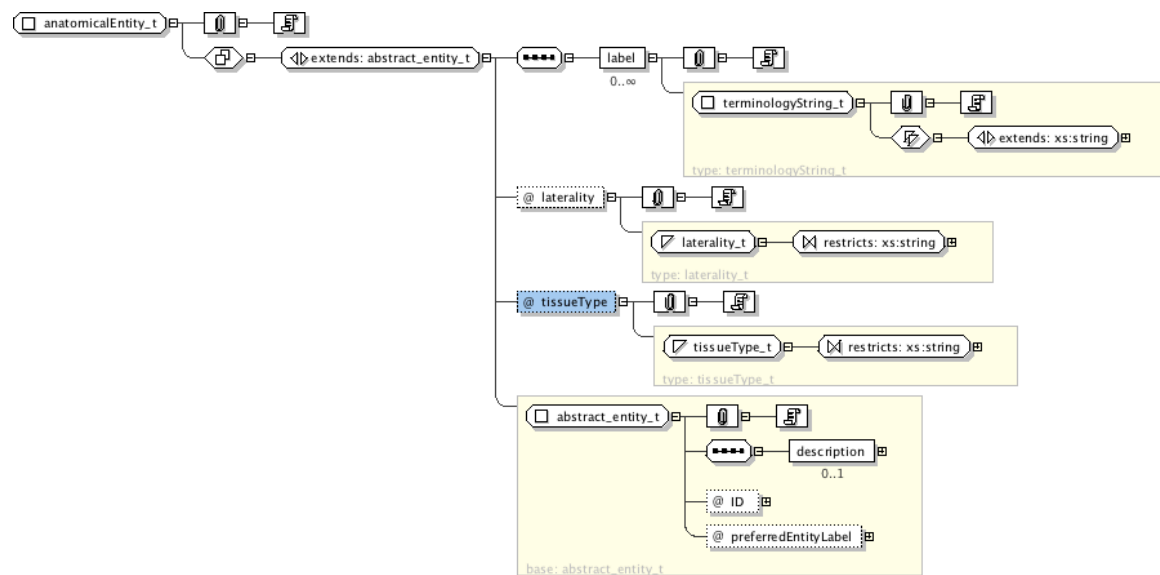 anatomicalEntity_t
extends: abstract_entity_t
label
0..∞
terminologyString_t
extends: xs:string
type: terminologyString_t
@ laterality
laterality_t
restricts: xs:string
type: laterality_t
@ tissueType
tissueType_t
restricts: xs:string
type: tissueType_t
abstract_entity_t
description
0..1
@ ID
@ preferredEntityLabel
base: abstract_entity_t